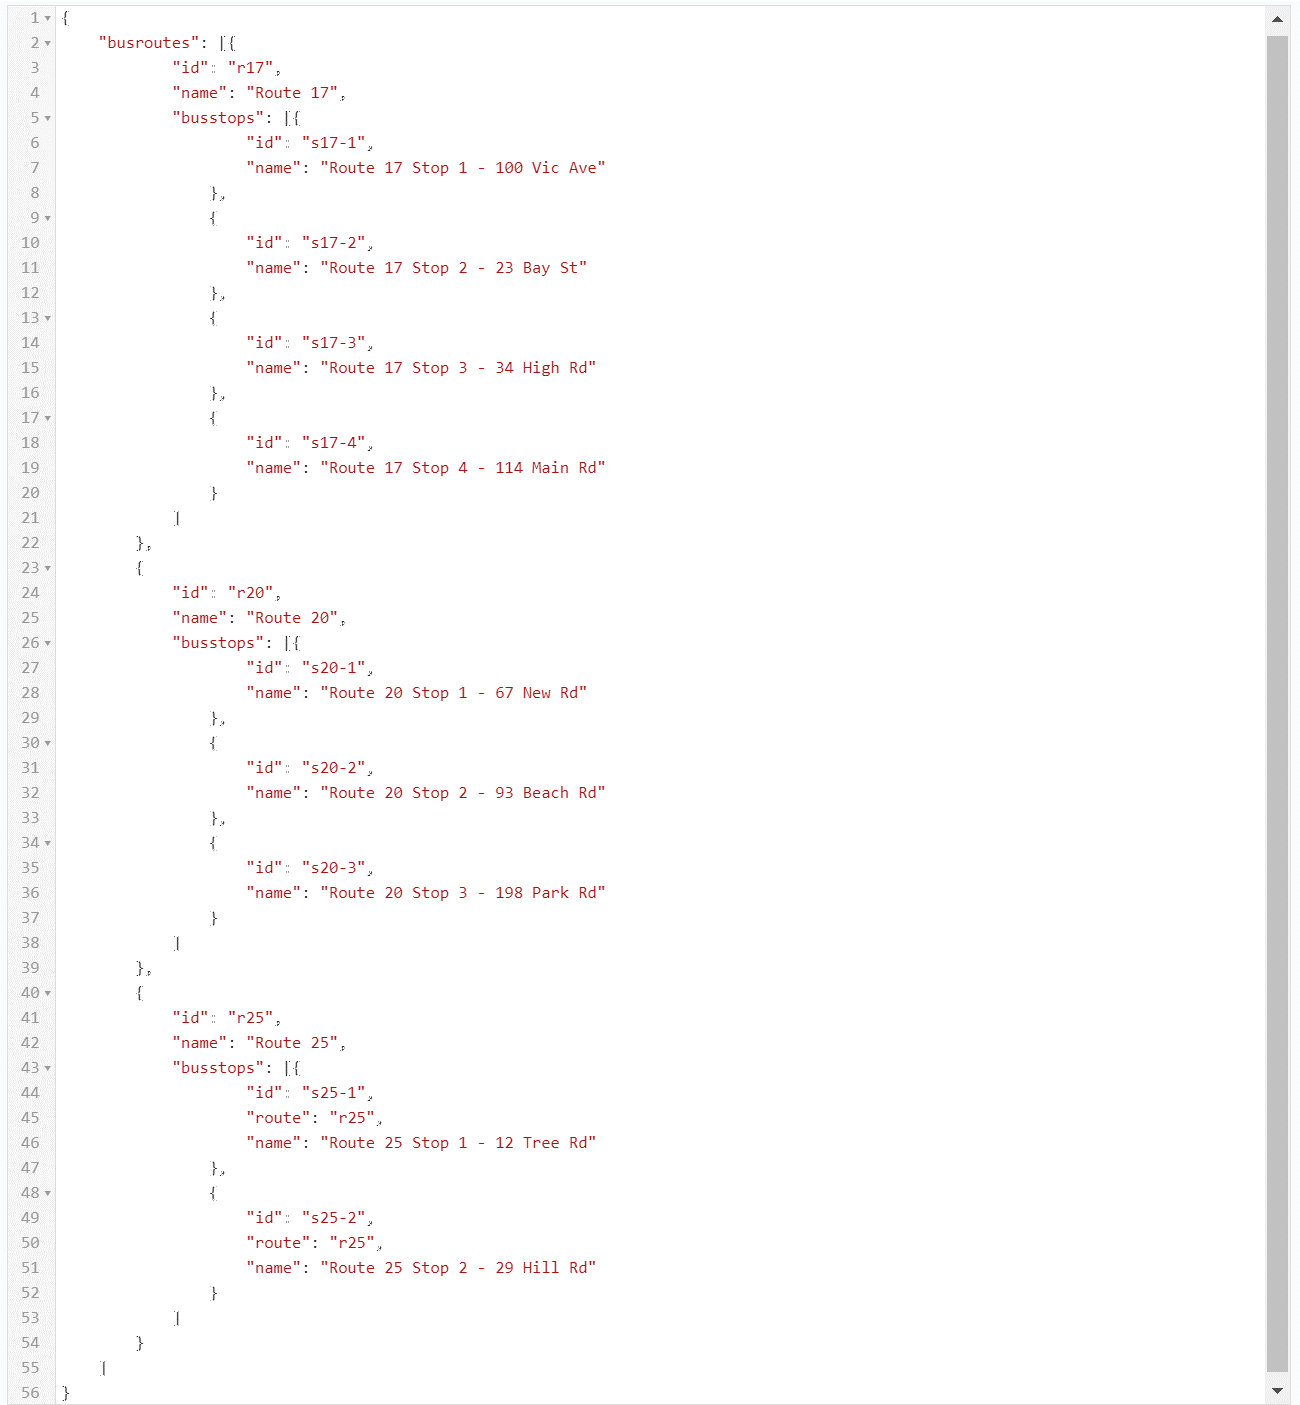 1 {
2 "busroutes": [{
3 "id": "r17",
4 "name": "Route 17",
5 "busstops": [{
6 "id": "s17-1",
7 "name": "Route 17 Stop 1 - 100 Vic Ave"
8 },
9 {
10 "id": "s17-2",
11 "name": "Route 17 Stop 2 - 23 Bay St"
12 },
13 {
14 "id": "s17-3",
15 "name": "Route 17 Stop 3 - 34 High Rd"
16 },
17 {
18 "id": "s17-4",
19 "name": "Route 17 Stop 4 - 114 Main Rd"
20 }
21 ]
22 },
23 {
24 "id": "r20",
25 "name": "Route 20",
26 "busstops": [{
27 "id": "s20-1",
28 "name": "Route 20 Stop 1 - 67 New Rd"
29 },
30 {
31 "id": "s20-2",
32 "name": "Route 20 Stop 2 - 93 Beach Rd"
33 },
34 {
35 "id": "s20-3",
36 "name": "Route 20 Stop 3 - 198 Park Rd"
37 }
38 ]
39 },
40 {
41 "id": "r25",
42 "name": "Route 25",
43 "busstops": [{
44 "id": "s25-1",
45 "route": "r25",
46 "name": "Route 25 Stop 1 - 12 Tree Rd"
47 },
48 {
49 "id": "s25-2",
50 "route": "r25",
51 "name": "Route 25 Stop 2 - 29 Hill Rd"
52 }
53 ]
54 }
55 ]
56 }